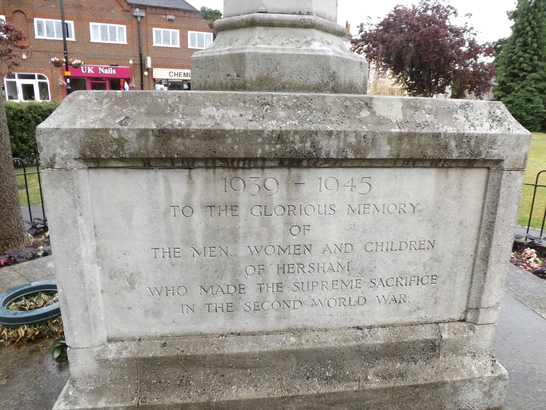 UK Nails
CHEMI
1939 - 1945
TO THE GLORIOUS MEMORY
OF
THE MEN, WOMEN AND CHILDREN
OF HERSHAM
WHO MADE THE SUPREME SACRIFICE
IN THE SECOND WORLD WAR.